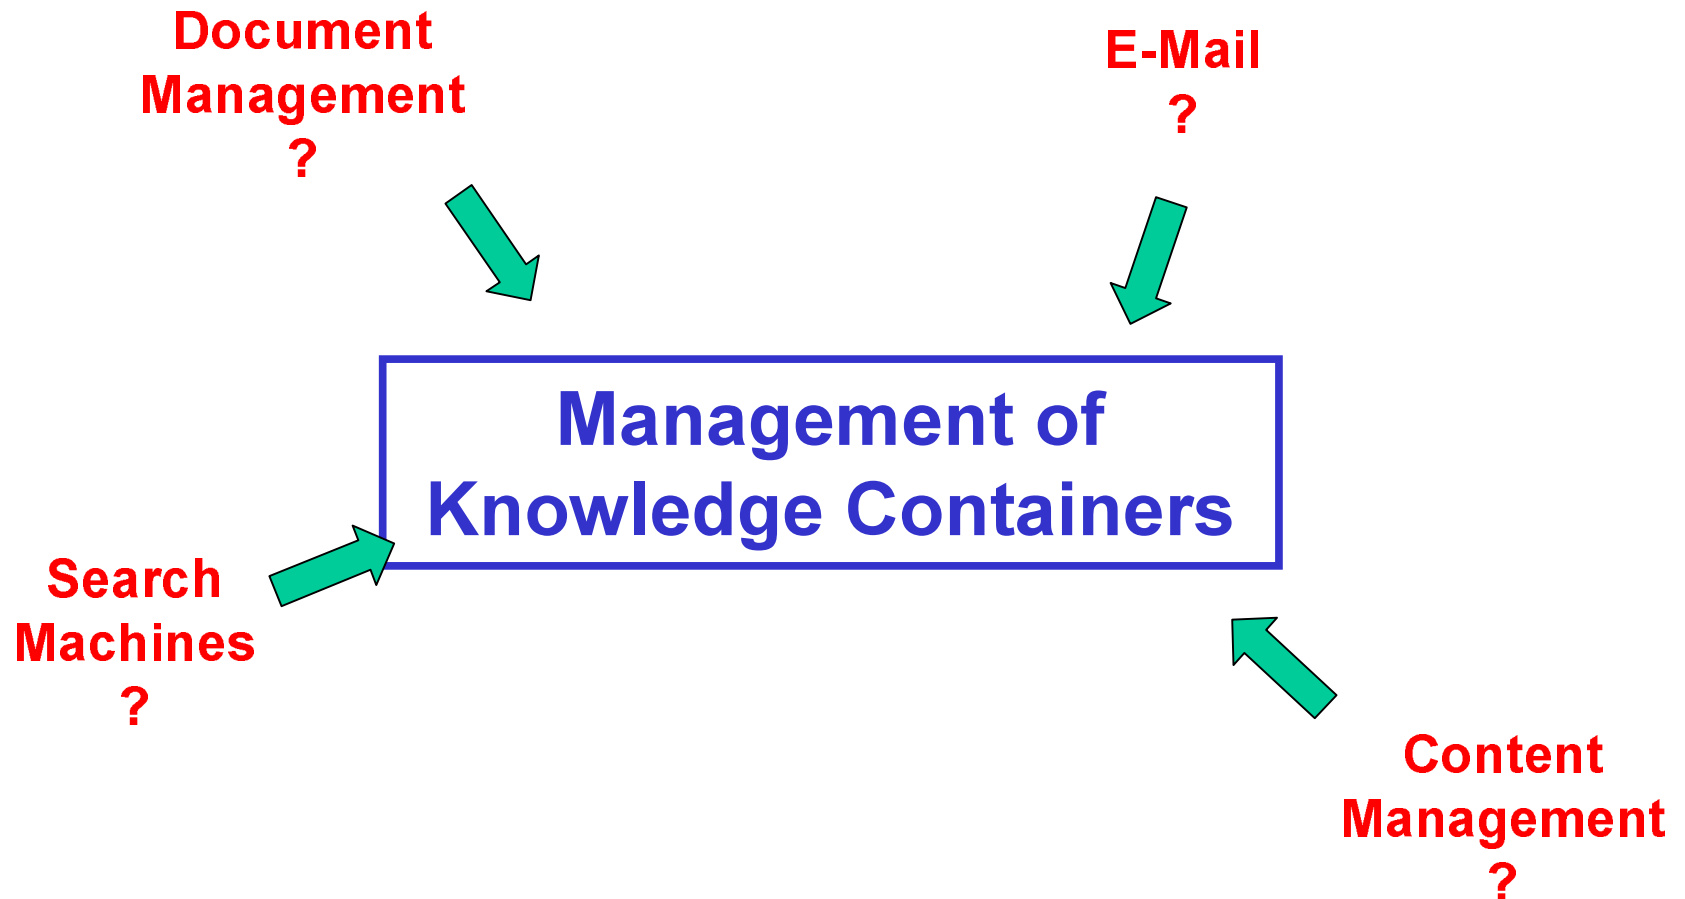 Document
Management
?
E-Mail
?
Management of
Knowledge Containers
Search
Machines
?
Content
Management
?